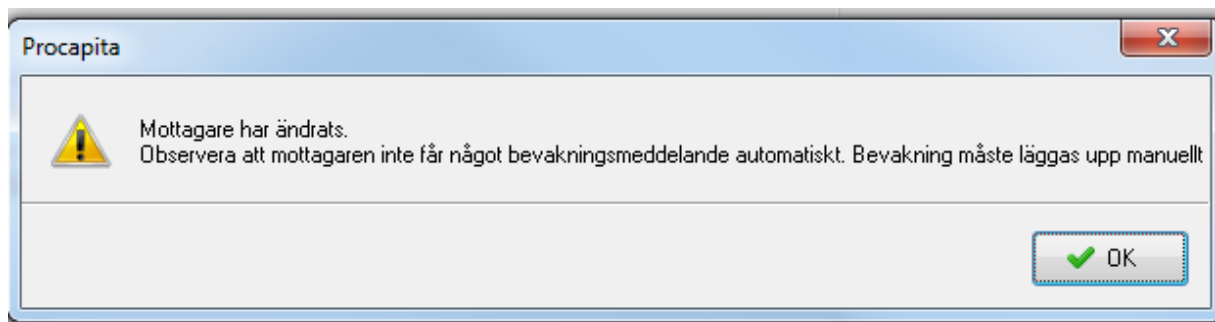 Procapita
Mottagare har ändrats.
Observera att mottagaren inte får något bevakningsmeddelande automatiskt. Bevakning måste läggas upp manuellt
OK